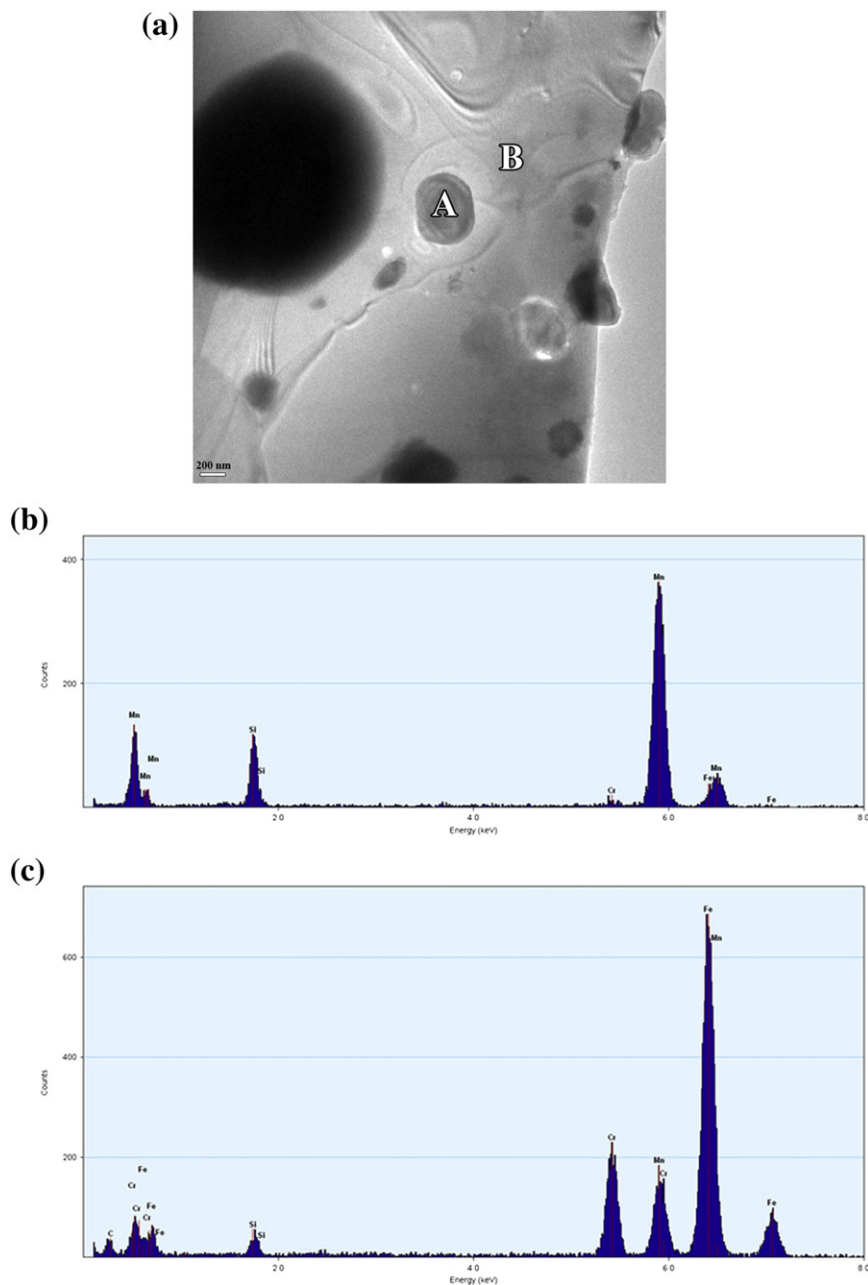 (a)
B
A
200 nm
(b)
400
Mn
Counts
200
Mn
Si
Mn
Mn
Si
Cr
Fe
Mn
Fe
2 0
4 0
6 0
8 0
Energy (keV)
(c)
Fe
Mn
600
Counts
400
Cr
200
Fe
Mn
Cr
Cr
Fe
Cr
Fe
Cr
C
Fe
Si
Si
2 0
4 0
6 0
8 0
Energy (keV)